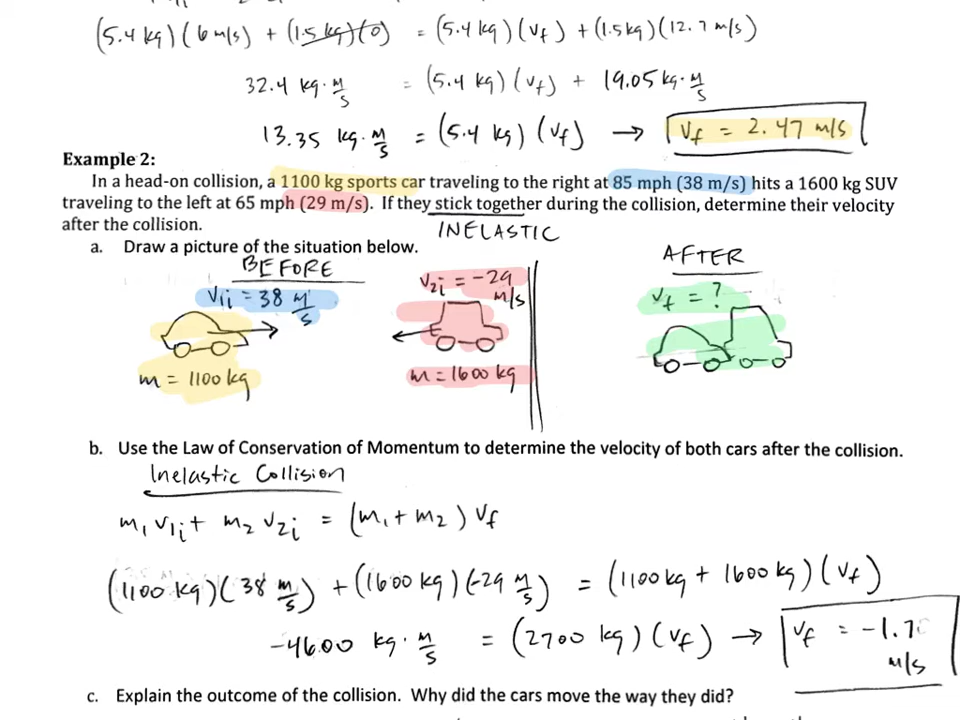 (5.4 kg)(6 m/s) + (1.5 kg)(0) = (5.4 kg)(vf) + (1.5 kg)(12.7 m/s)
32.4 kg·m/s = (5.4 kg)(vf) + 19.05 kg·m/s
13.35 kg·m/s = (5.4 kg)(vf) → vf = 2.47 m/s
Example 2:
In a head-on collision, a 1100 kg sports car traveling to the right at 85 mph (38 m/s) hits a 1600 kg SUV
traveling to the left at 65 mph (29 m/s). If they stick together during the collision, determine their velocity
after the collision.
INELASTIC
a. Draw a picture of the situation below.
BEFORE
AFTER
v1i = 38 m/s
v2i = -29 m/s
vf = ?
m = 1100 kg
m = 1600 kg
b. Use the Law of Conservation of Momentum to determine the velocity of both cars after the collision.
Inelastic Collision
m1 v1i + m2 v2i = (m1 + m2) vf
(1100 kg)(38 m/s) + (1600 kg)(-29 m/s) = (1100 kg + 1600 kg)(vf)
-4600 kg·m/s = (2700 kg)(vf) → vf = -1.70 m/s
c. Explain the outcome of the collision. Why did the cars move the way they did?